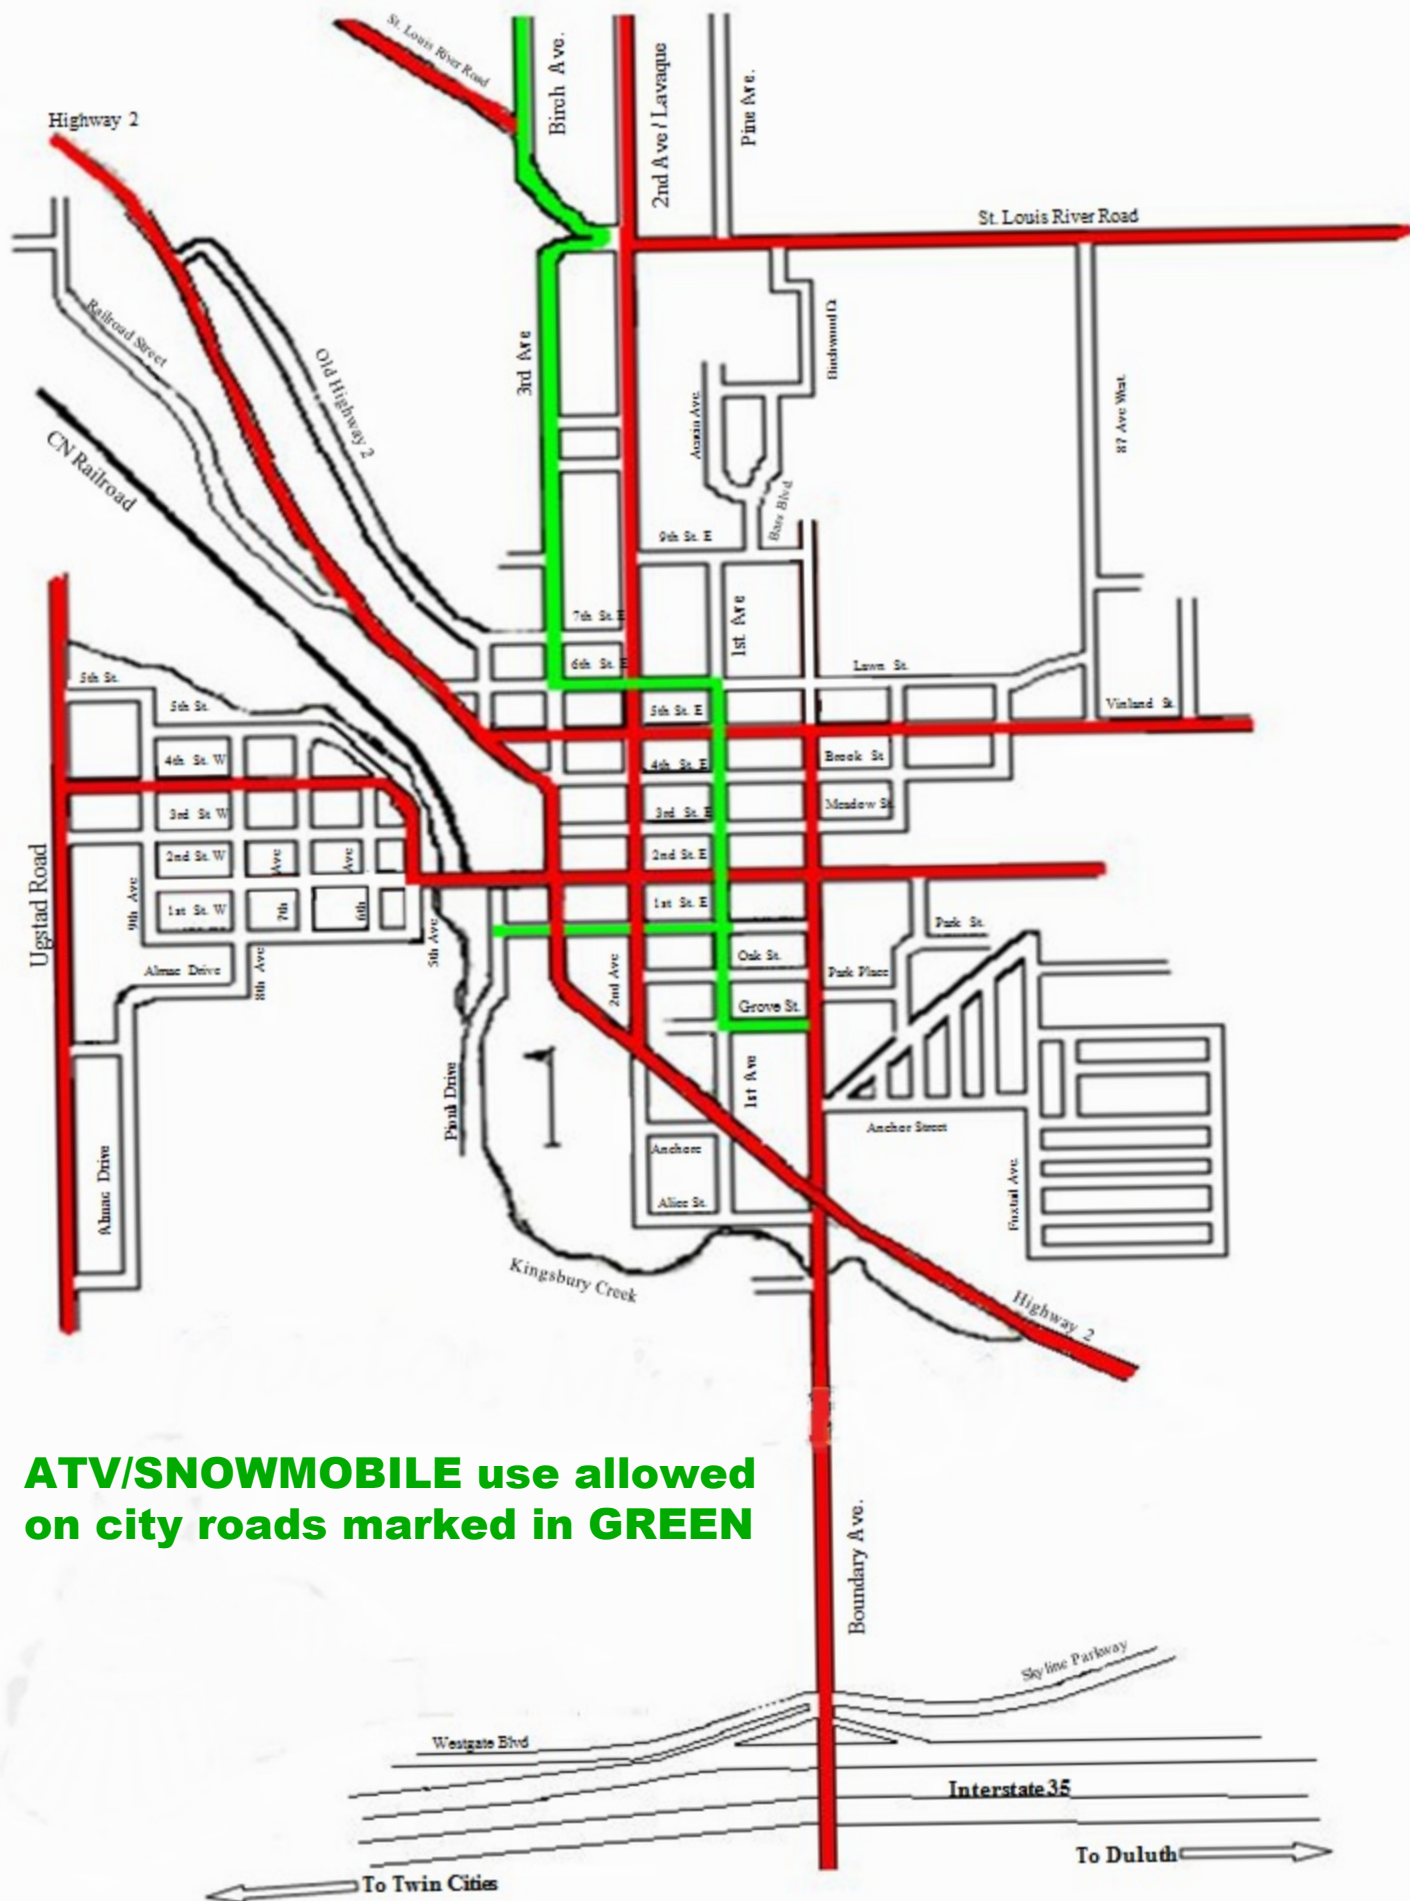 St. Louis River Road
Birch Ave.
2nd Ave / Lavaque
Pine Ave.
Highway 2
St. Louis River Road
Railroad Street
Old Highway 2
3rd Ave
87 Ave West
Acacia Ave.
CN Railroad
Bass Blvd
9th St. E
7th St. E
1st Ave
6th St. E
Lawn St.
5th St.
5th St.
5th St. E
Vinland St.
4th St. W
4th St. E
Brook St
3rd St W
3rd St. E
Meadow St.
Ugstad Road
2nd St. W
Ave
Ave
2nd St. E
9th Ave
1st St. W
7th
6th
1st St. E
5th Ave
Park St.
Almac Drive
8th Ave
2nd Ave
Oak St.
Park Place
Grove St.
1st Ave
Anchor Street
Almac Drive
Anchore
Alice St.
Foxtail Ave.
Kingsbury Creek
Highway 2
ATV/SNOWMOBILE use allowed
on city roads marked in GREEN
Boundary Ave.
Skyline Parkway
Westgate Blvd
Interstate 35
To Duluth
To Twin Cities